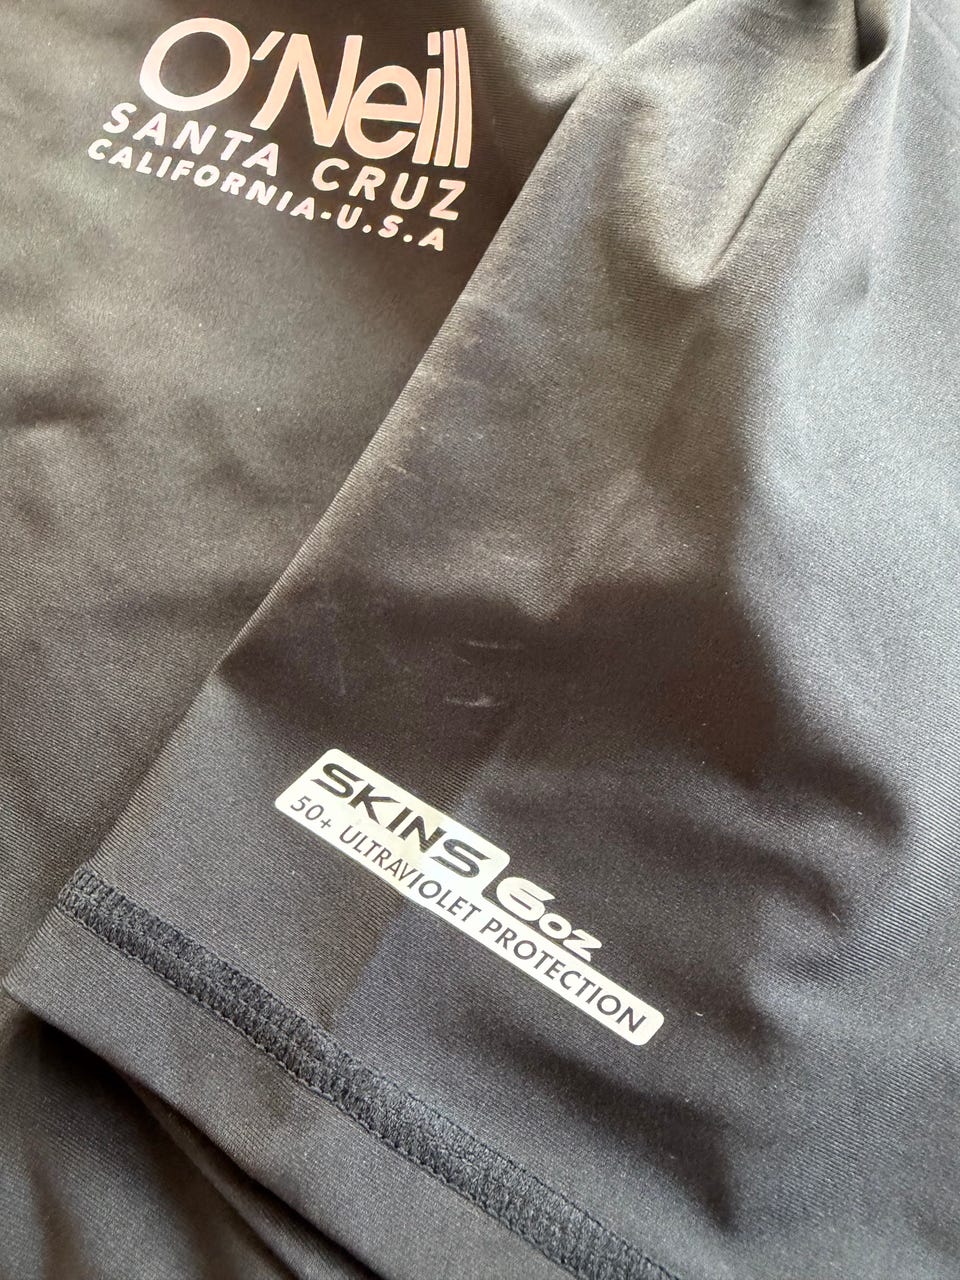 O'Neill
SANTA CRUZ
CALIFORNIA-U.S.A
SKINS 6oz
50+ ULTRAVIOLET PROTECTION